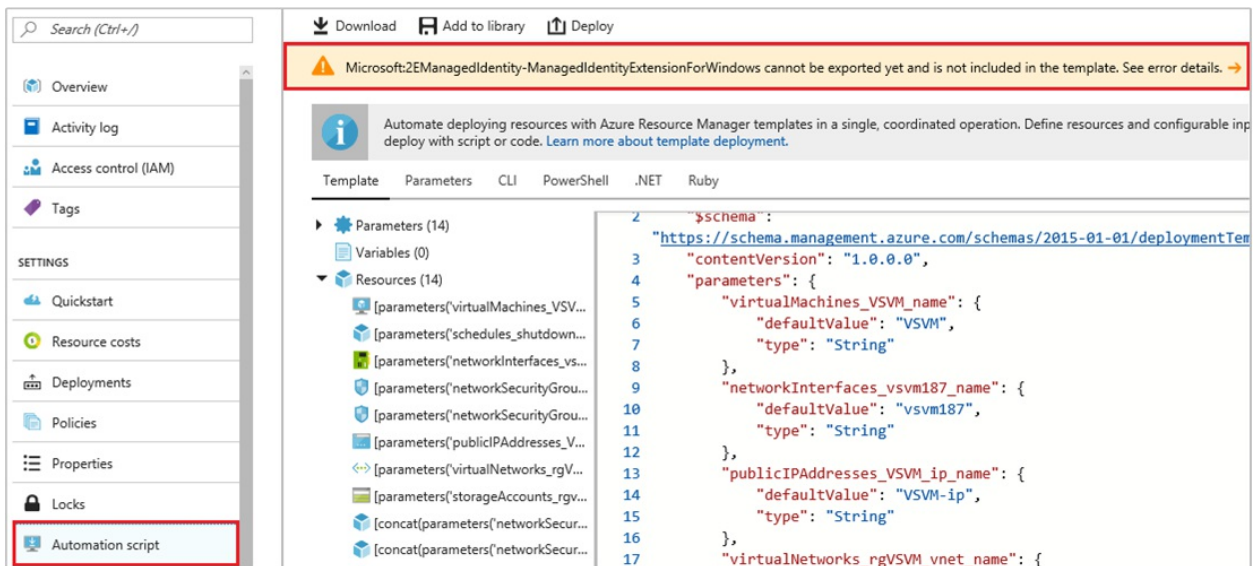 Search (Ctrl+/)
Overview
Activity log
Access control (IAM)
Tags
SETTINGS
Quickstart
Resource costs
Deployments
Policies
Properties
Locks
Automation script
Download Add to library Deploy
Microsoft:2EManagedIdentity-ManagedIdentityExtensionForWindows cannot be exported yet and is not included in the template. See error details. →
Automate deploying resources with Azure Resource Manager templates in a single, coordinated operation. Define resources and configurable inp
deploy with script or code. Learn more about template deployment.
Template Parameters CLI PowerShell .NET Ruby
Parameters (14)
Variables (0)
Resources (14)
[parameters('virtualMachines_VSV...
[parameters('schedules_shutdown...
[parameters('networkInterfaces_vs...
[parameters('networkSecurityGrou...
[parameters('networkSecurityGrou...
[parameters('publicIPAddresses_V...
[parameters('virtualNetworks_rgV...
[parameters('storageAccounts_rgv...
[concat(parameters('networkSecur...
[concat(parameters('networkSecur...
2 "$schema":
"https://schema.management.azure.com/schemas/2015-01-01/deploymentTem
3 "contentVersion": "1.0.0.0",
4 "parameters": {
5 "virtualMachines_VSVM_name": {
6 "defaultValue": "VSVM",
7 "type": "String"
8 },
9 "networkInterfaces_vsvm187_name": {
10 "defaultValue": "vsvm187",
11 "type": "String"
12 },
13 "publicIPAddresses_VSVM_ip_name": {
14 "defaultValue": "VSVM-ip",
15 "type": "String"
16 },
17 "virtualNetworks_rgVSVM_vnet_name": {